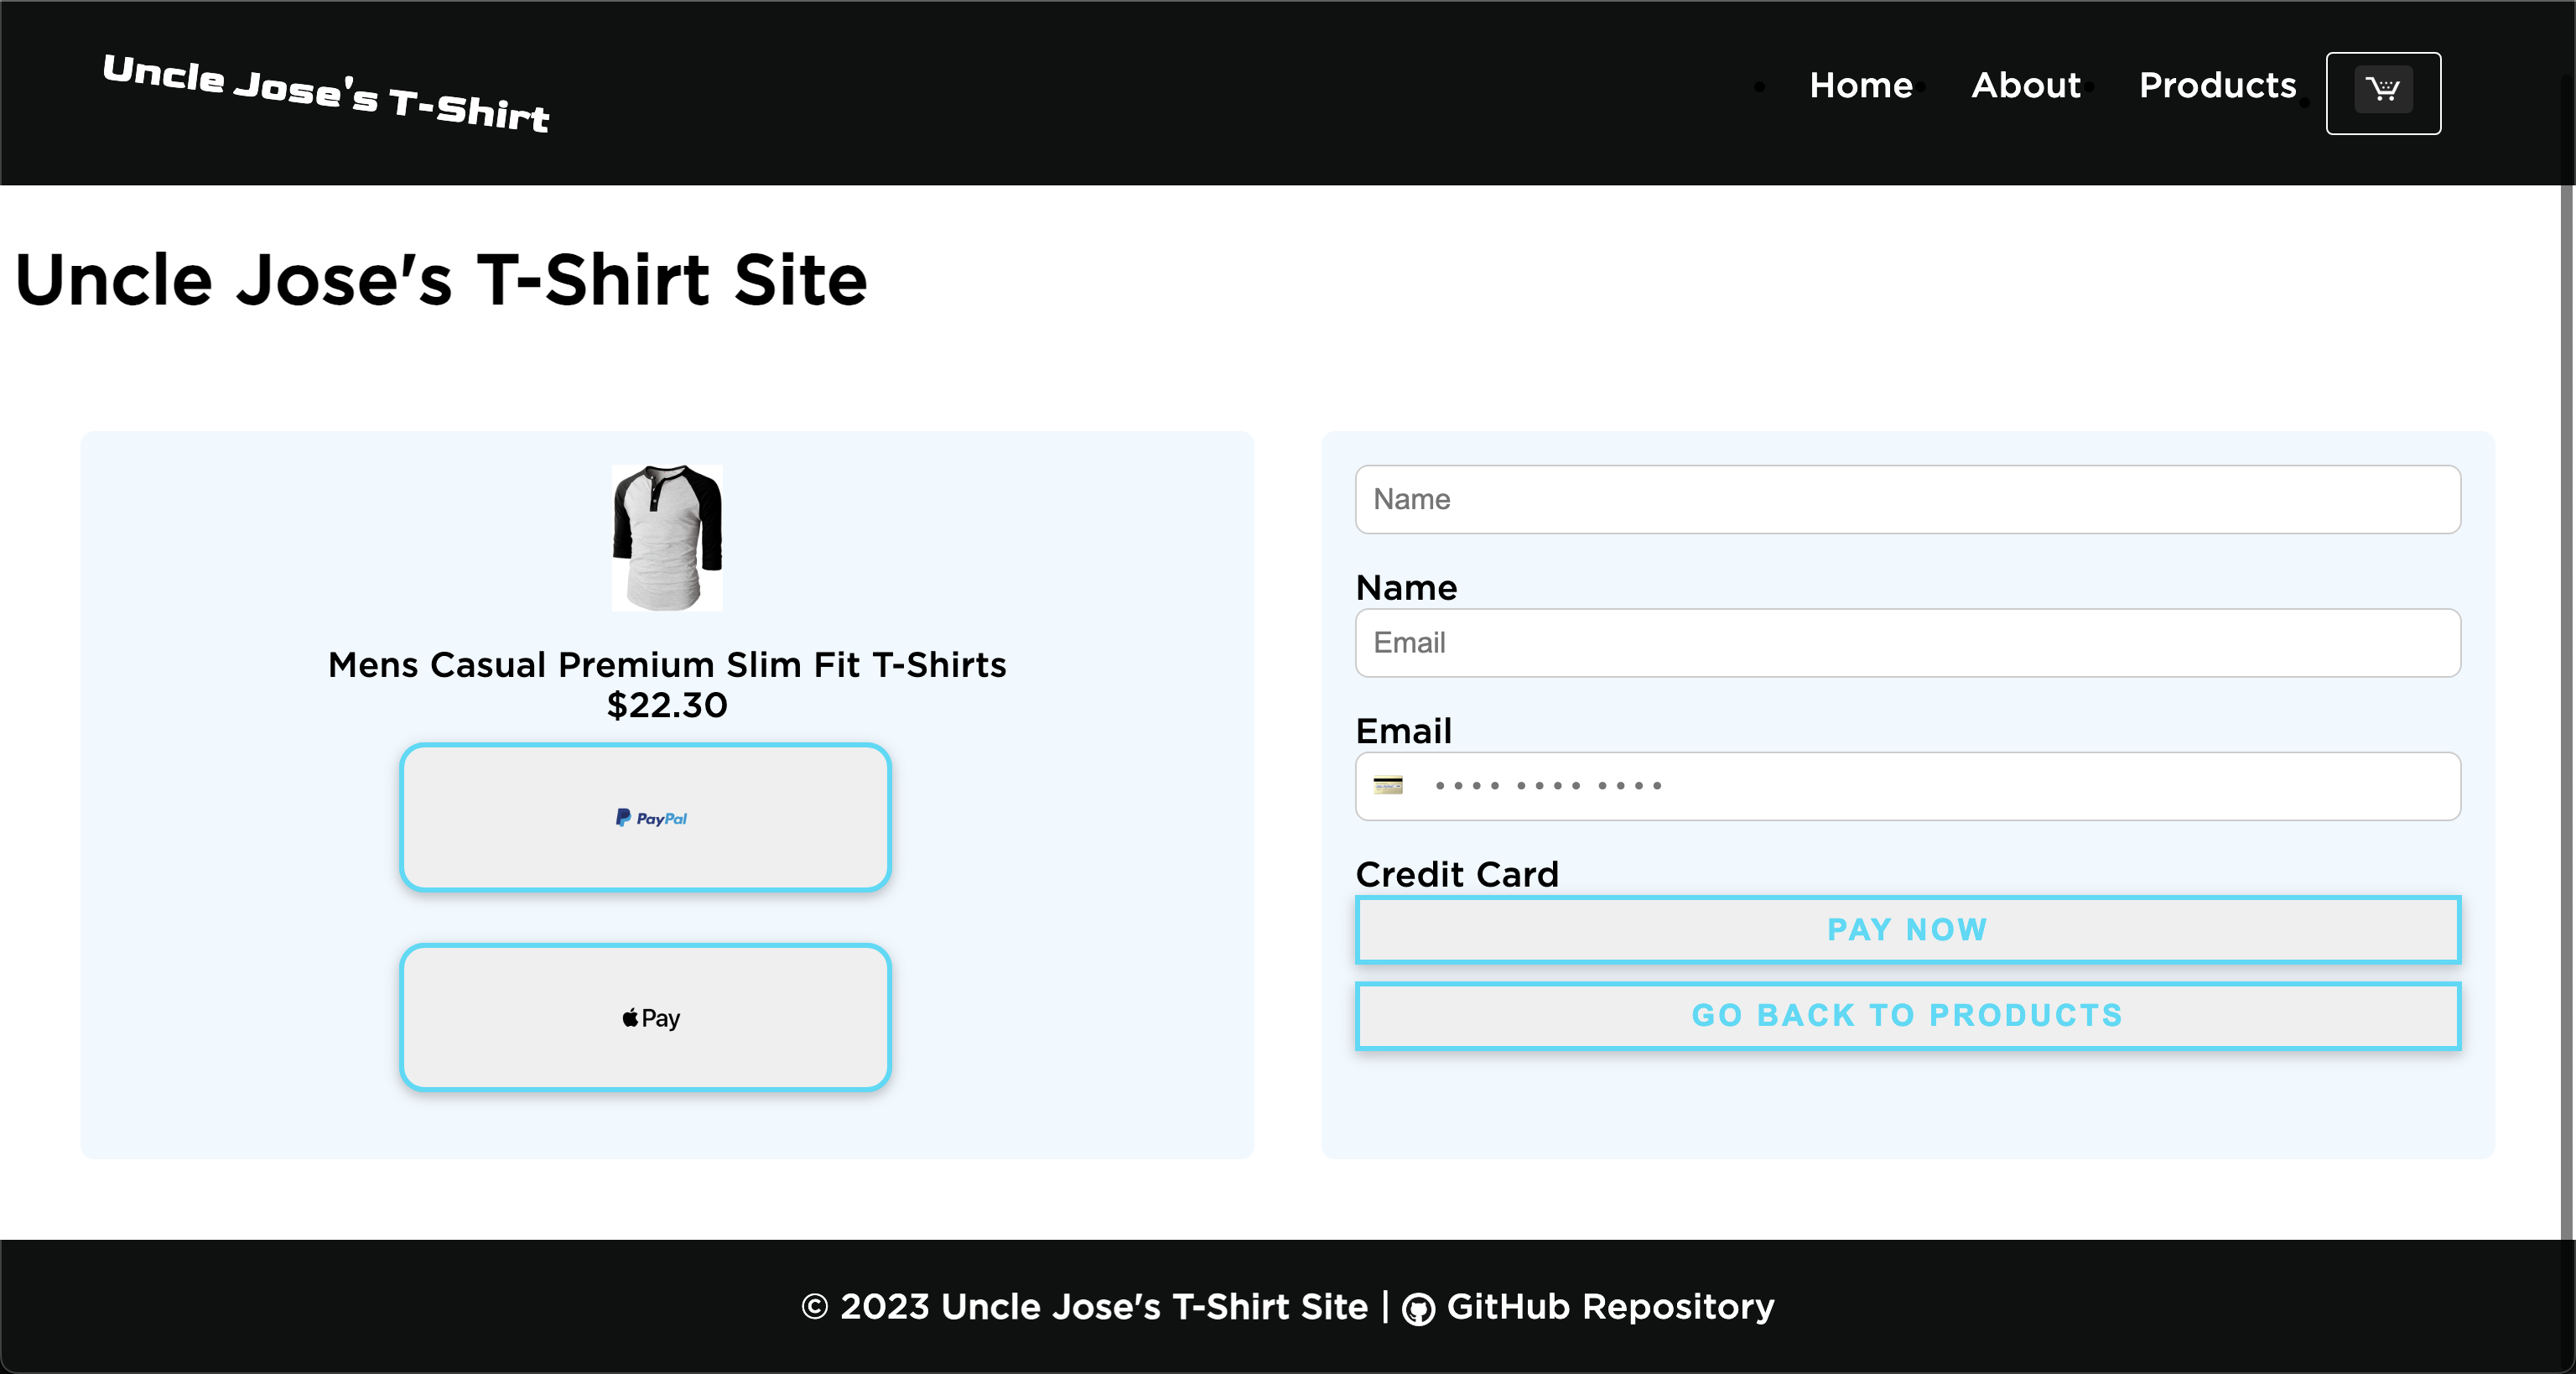 Uncle Jose's T-Shirt
Home
About
Products
Uncle Jose's T-Shirt Site
Mens Casual Premium Slim Fit T-Shirts
$22.30
PayPal
Pay
Name
Name
Email
Email
•••• •••• ••••
Credit Card
PAY NOW
GO BACK TO PRODUCTS
© 2023 Uncle Jose's T-Shirt Site | GitHub Repository